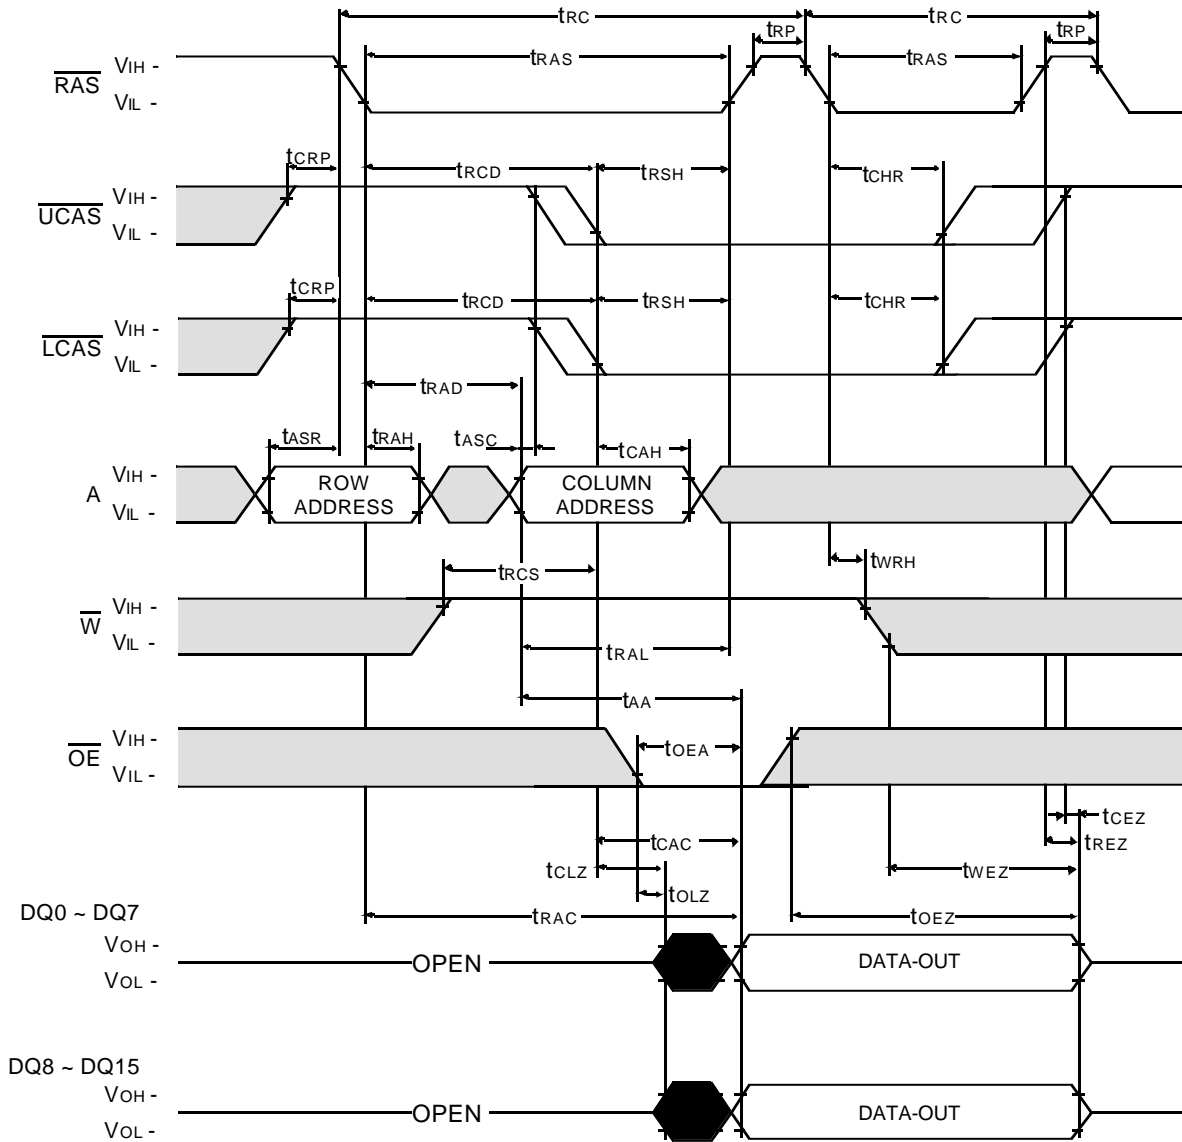 tRC tRC
tRP tRP
RAS VIH - tRAS tRAS
VIL -
tCRP tRCD tRSH tCHR
UCAS VIH -
VIL -
tCRP tRCD tRSH tCHR
LCAS VIH -
VIL -
tRAD
tASR tRAH tASC tCAH
A VIH - ROW ADDRESS COLUMN ADDRESS
VIL -
tRCS tWRH
W VIH -
VIL -
tRAL
tAA
OE VIH - tOEA
VIL -
tCEZ
tCAC tREZ
tCLZ tWEZ
tOLZ
DQ0 ~ DQ7 tRAC tOEZ
VOH -
OPEN DATA-OUT
VOL -
DQ8 ~ DQ15
VOH -
OPEN DATA-OUT
VOL -